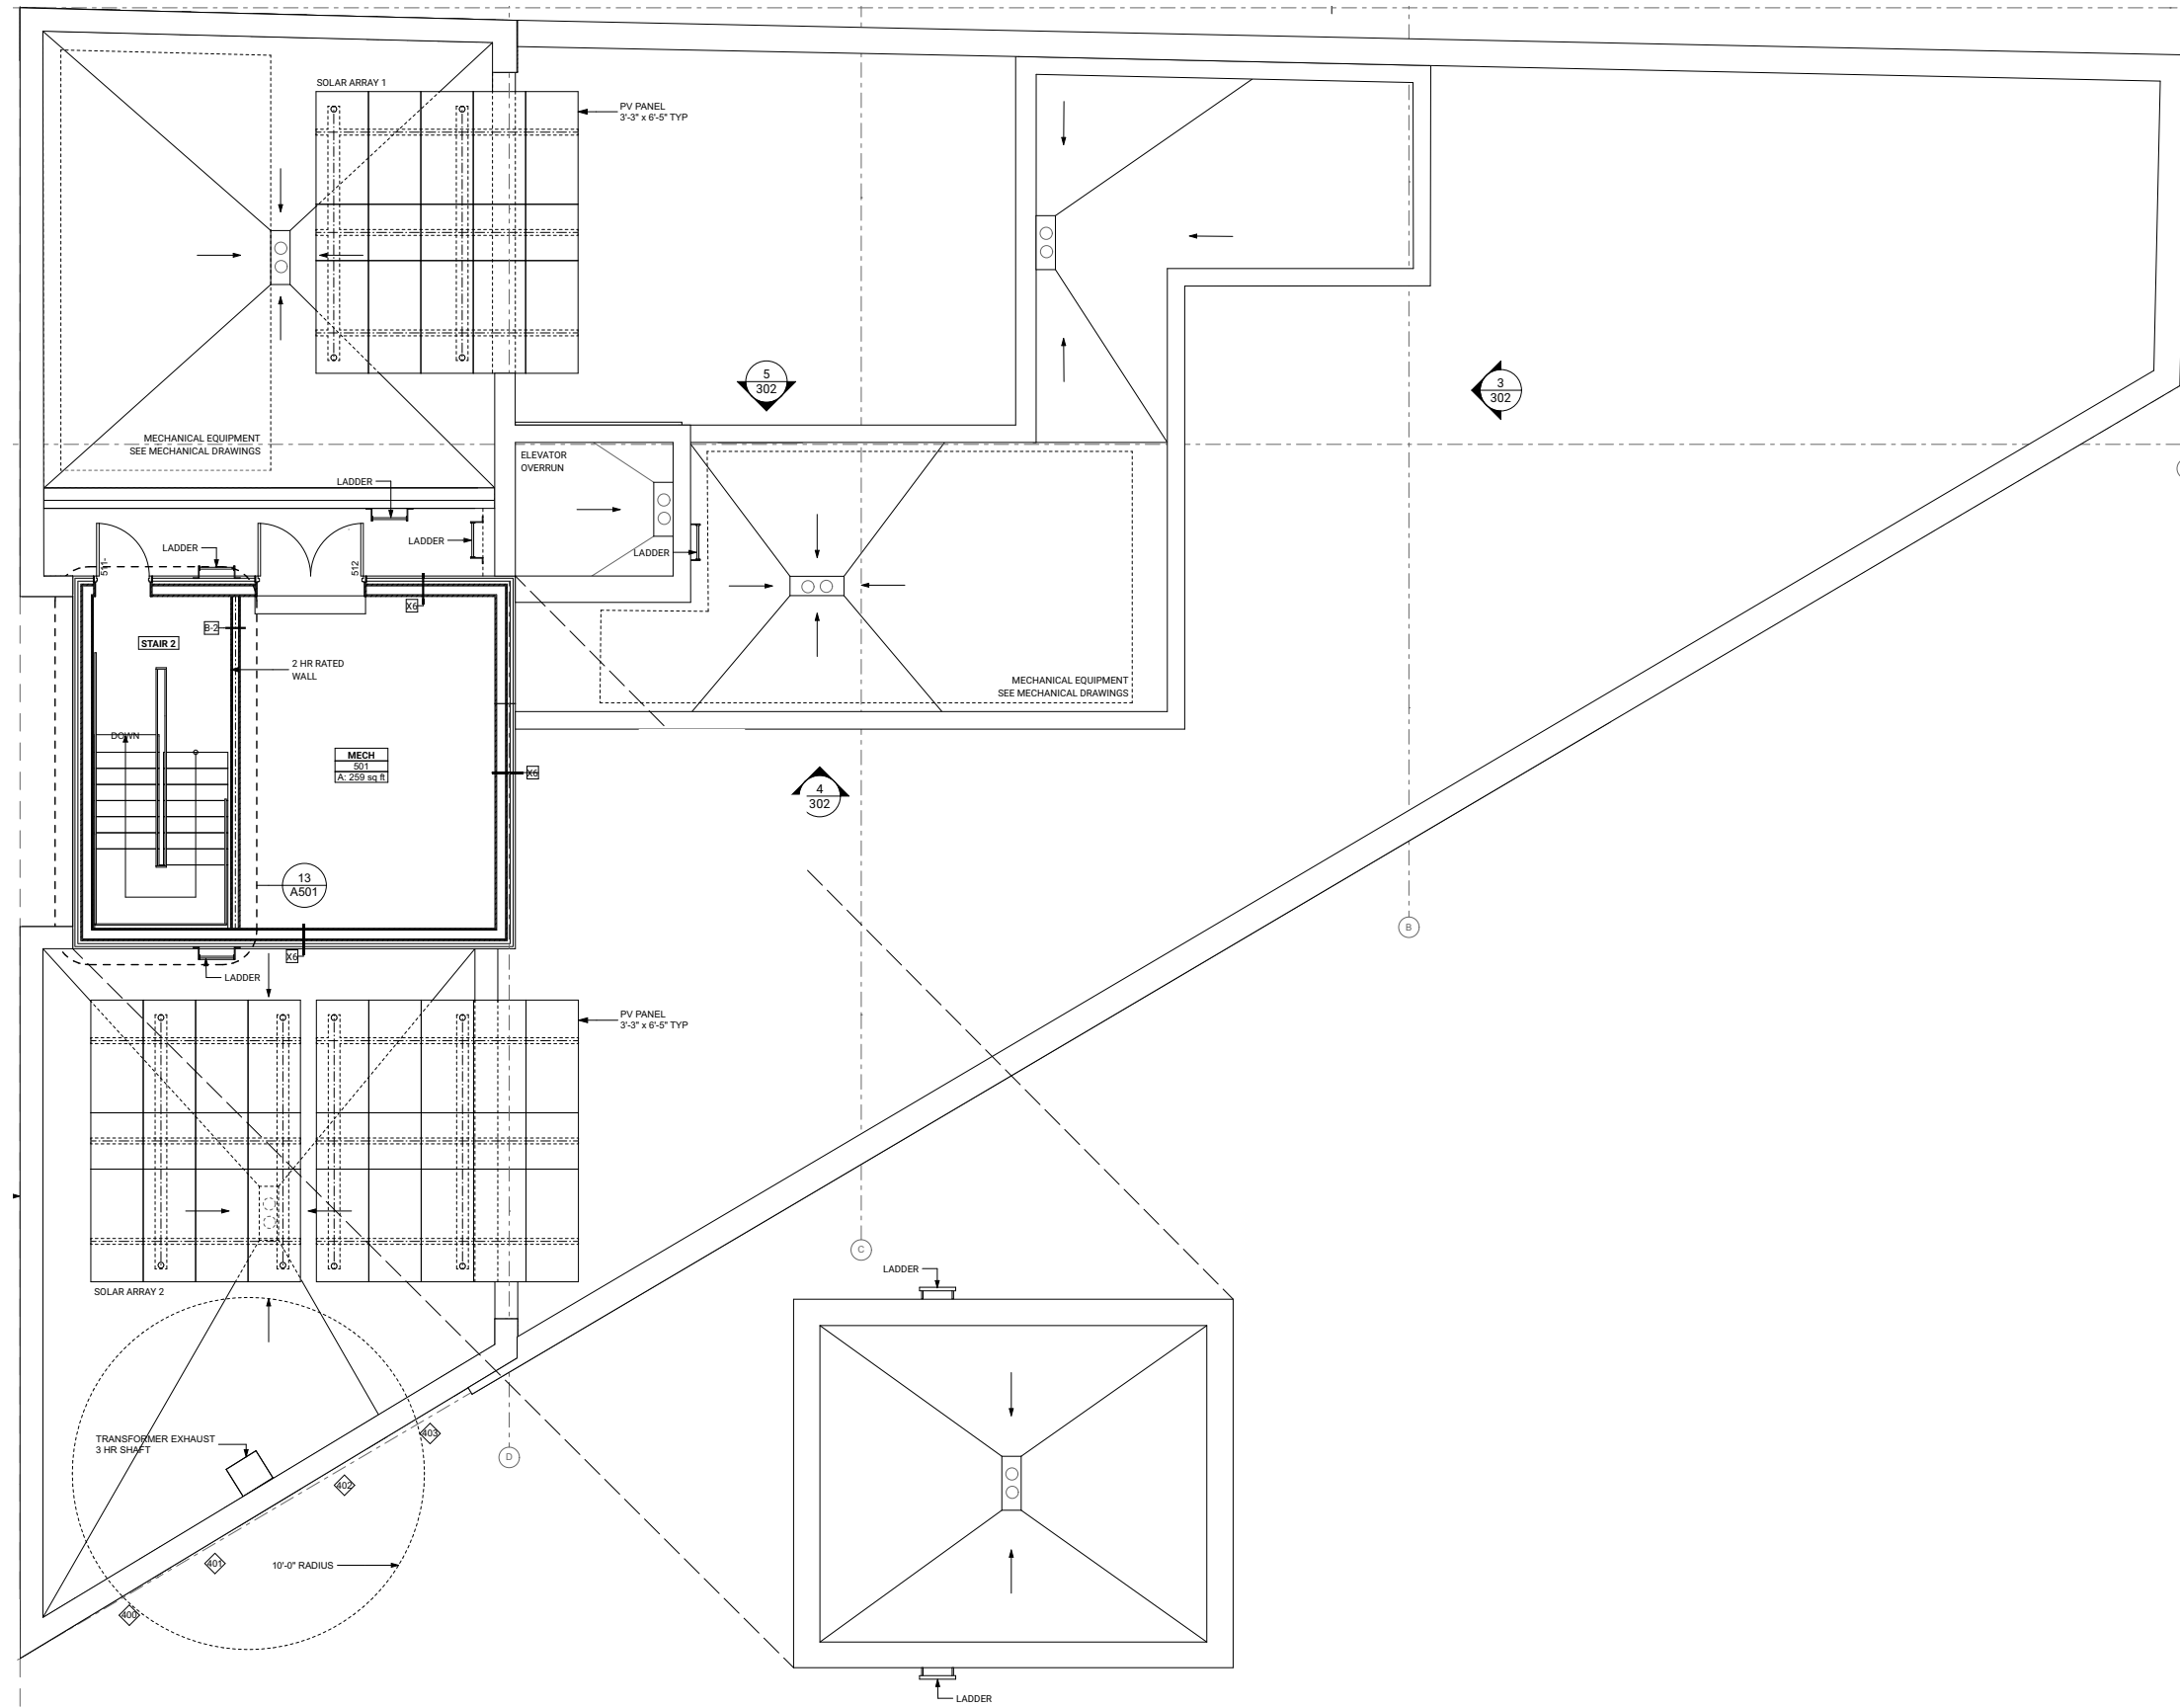 SOLAR ARRAY 1
PV PANEL
3'-3" x 6'-5" TYP
5
302
3
302
MECHANICAL EQUIPMENT
SEE MECHANICAL DRAWINGS
ELEVATOR
OVERRUN
LADDER
LADDER
LADDER
LADDER
511
512
X6
B-2
STAIR 2
2 HR RATED
WALL
MECHANICAL EQUIPMENT
SEE MECHANICAL DRAWINGS
DOWN
MECH
501
A: 259 sq ft
X6
4
302
13
A501
B
X6
LADDER
PV PANEL
3'-3" x 6'-5" TYP
C
LADDER
SOLAR ARRAY 2
TRANSFORMER EXHAUST
3 HR SHAFT
403
D
402
401
10'-0" RADIUS
400
LADDER